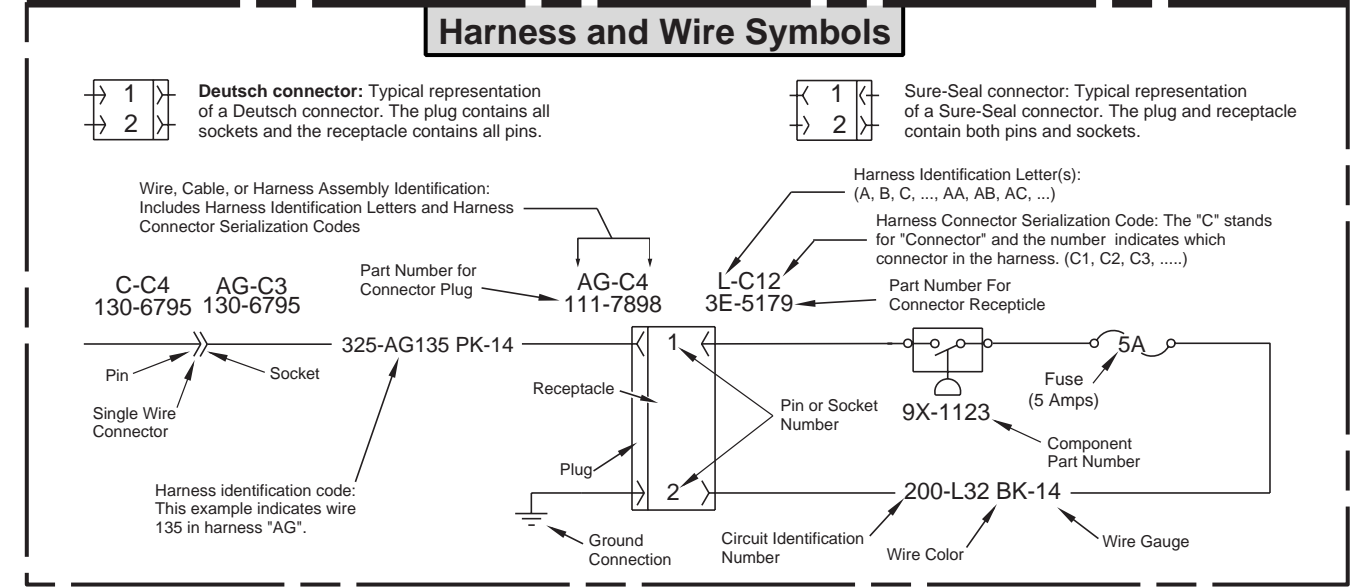 Harness and Wire Symbols
1
2
Deutsch connector: Typical representation
of a Deutsch connector. The plug contains all
sockets and the receptacle contains all pins.
1
2
Sure-Seal connector: Typical representation
of a Sure-Seal connector. The plug and receptacle
contain both pins and sockets.
Wire, Cable, or Harness Assembly Identification:
Includes Harness Identification Letters and Harness
Connector Serialization Codes
Harness Identification Letter(s):
(A, B, C, ..., AA, AB, AC, ...)
Harness Connector Serialization Code: The "C" stands
for "Connector" and the number indicates which
connector in the harness. (C1, C2, C3, .....)
C-C4
130-6795
AG-C3
130-6795
Part Number for
Connector Plug
AG-C4
111-7898
L-C12
3E-5179
Part Number For
Connector Recepticle
325-AG135 PK-14
1
5A
Pin
Socket
Single Wire
Connector
Receptacle
Pin or Socket
Number
Fuse
(5 Amps)
9X-1123
Component
Part Number
Plug
2
200-L32 BK-14
Harness identification code:
This example indicates wire
135 in harness "AG".
Ground
Connection
Circuit Identification
Number
Wire Color
Wire Gauge